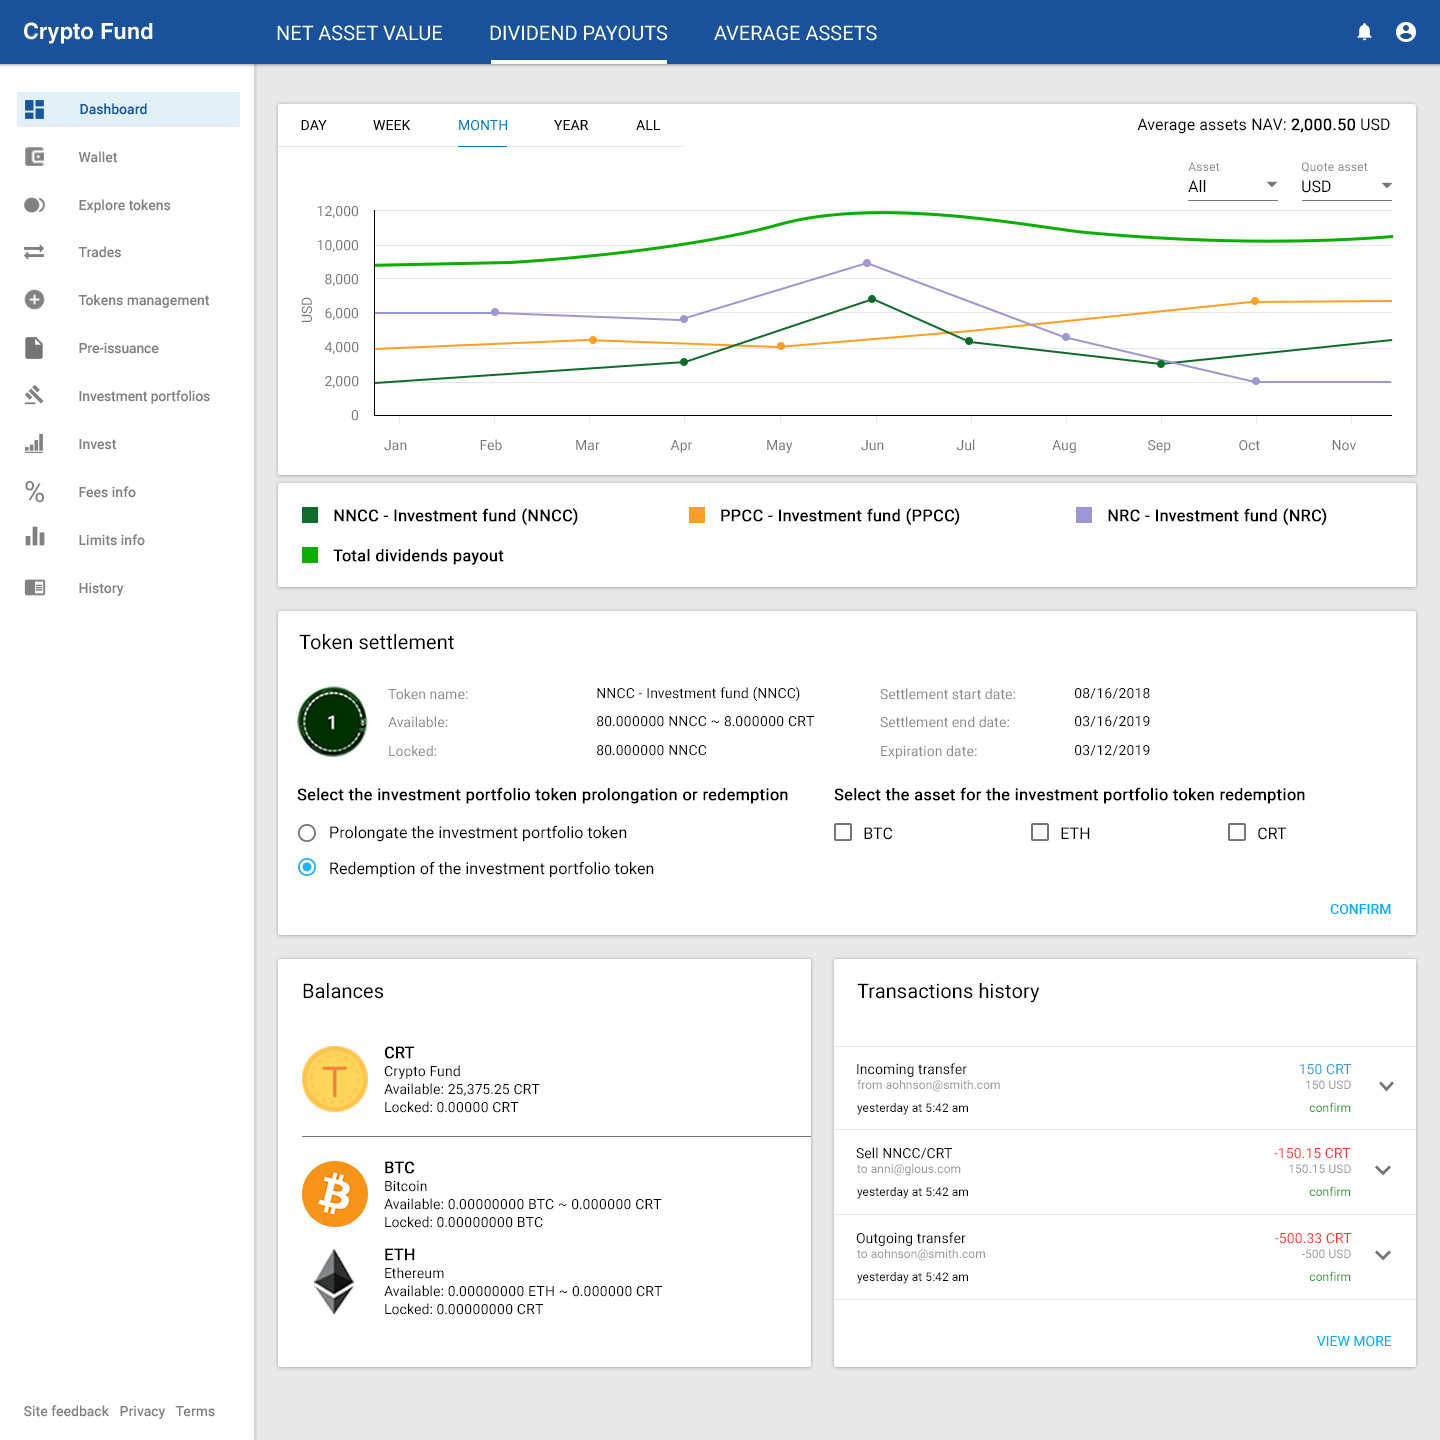 Crypto Fund
NET ASSET VALUE
DIVIDEND PAYOUTS
AVERAGE ASSETS
Dashboard
Wallet
Explore tokens
Trades
Tokens management
Pre-issuance
Investment portfolios
Invest
Fees info
Limits info
History
Site feedback Privacy Terms
DAY WEEK MONTH YEAR ALL
Average assets NAV: 2,000.50 USD
Asset
All
Quote asset
USD
USD
12,000
10,000
8,000
6,000
4,000
2,000
0
Jan Feb Mar Apr May Jun Jul Aug Sep Oct Nov
NNCC - Investment fund (NNCC)
PPCC - Investment fund (PPCC)
NRC - Investment fund (NRC)
Total dividends payout
Token settlement
1
Token name: NNCC - Investment fund (NNCC)
Available: 80.000000 NNCC ~ 8.000000 CRT
Locked: 80.000000 NNCC
Settlement start date: 08/16/2018
Settlement end date: 03/16/2019
Expiration date: 03/12/2019
Select the investment portfolio token prolongation or redemption
Prolongate the investment portfolio token
Redemption of the investment portfolio token
Select the asset for the investment portfolio token redemption
BTC ETH CRT
CONFIRM
Balances
T
CRT
Crypto Fund
Available: 25,375.25 CRT
Locked: 0.00000 CRT
BTC
Bitcoin
Available: 0.00000000 BTC ~ 0.000000 CRT
Locked: 0.00000000 BTC
ETH
Ethereum
Available: 0.00000000 ETH ~ 0.000000 CRT
Locked: 0.00000000 CRT
Transactions history
Incoming transfer 150 CRT
from aohnson@smith.com 150 USD
yesterday at 5:42 am confirm
Sell NNCC/CRT -150.15 CRT
to anni@glous.com 150.15 USD
yesterday at 5:42 am confirm
Outgoing transfer -500.33 CRT
to aohnson@smith.com -500 USD
yesterday at 5:42 am confirm
VIEW MORE